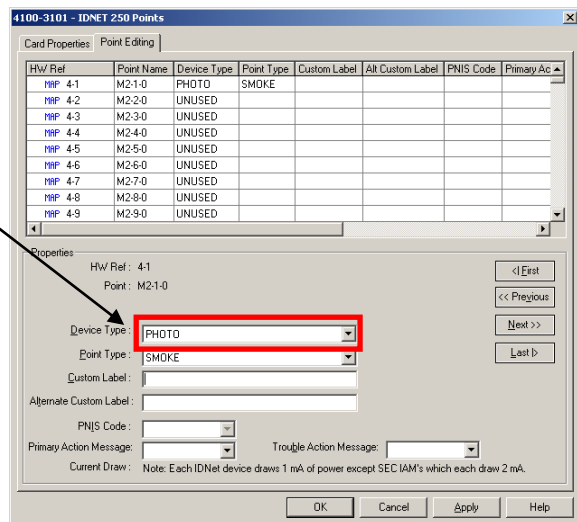 4100-3101 - IDNET 250 Points
Card Properties Point Editing
HW Ref Point Name Device Type Point Type Custom Label Alt Custom Label PNIS Code Primary Ac
MAP 4-1 M2-1-0 PHOTO SMOKE
MAP 4-2 M2-2-0 UNUSED
MAP 4-3 M2-3-0 UNUSED
MAP 4-4 M2-4-0 UNUSED
MAP 4-5 M2-5-0 UNUSED
MAP 4-6 M2-6-0 UNUSED
MAP 4-7 M2-7-0 UNUSED
MAP 4-8 M2-8-0 UNUSED
MAP 4-9 M2-9-0 UNUSED
Properties
HW Ref : 4-1
Point : M2-1-0
Device Type : PHOTO
Point Type : SMOKE
Custom Label :
Alternate Custom Label :
PNIS Code :
Primary Action Message: Trouble Action Message:
Current Draw : Note: Each IDNet device draws 1 mA of power except SEC IAM's which each draw 2 mA.
<| First
<< Previous
Next >>
Last |>
OK Cancel Apply Help